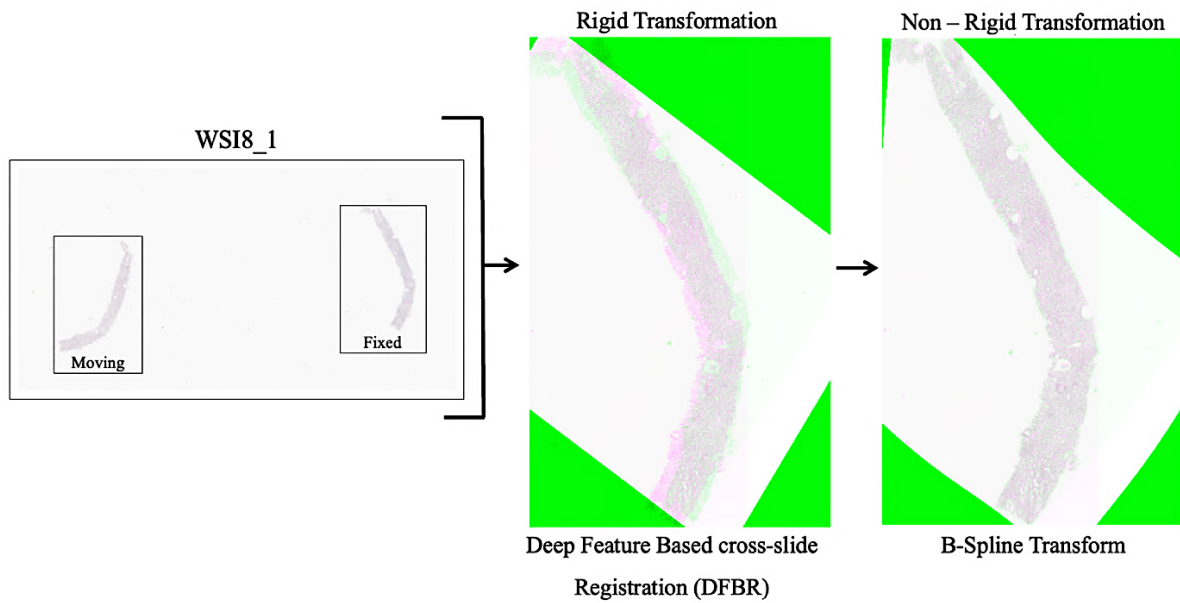 Rigid Transformation
Non – Rigid Transformation
WSI8_1
Moving
Fixed
Deep Feature Based cross-slide
Registration (DFBR)
B-Spline Transform